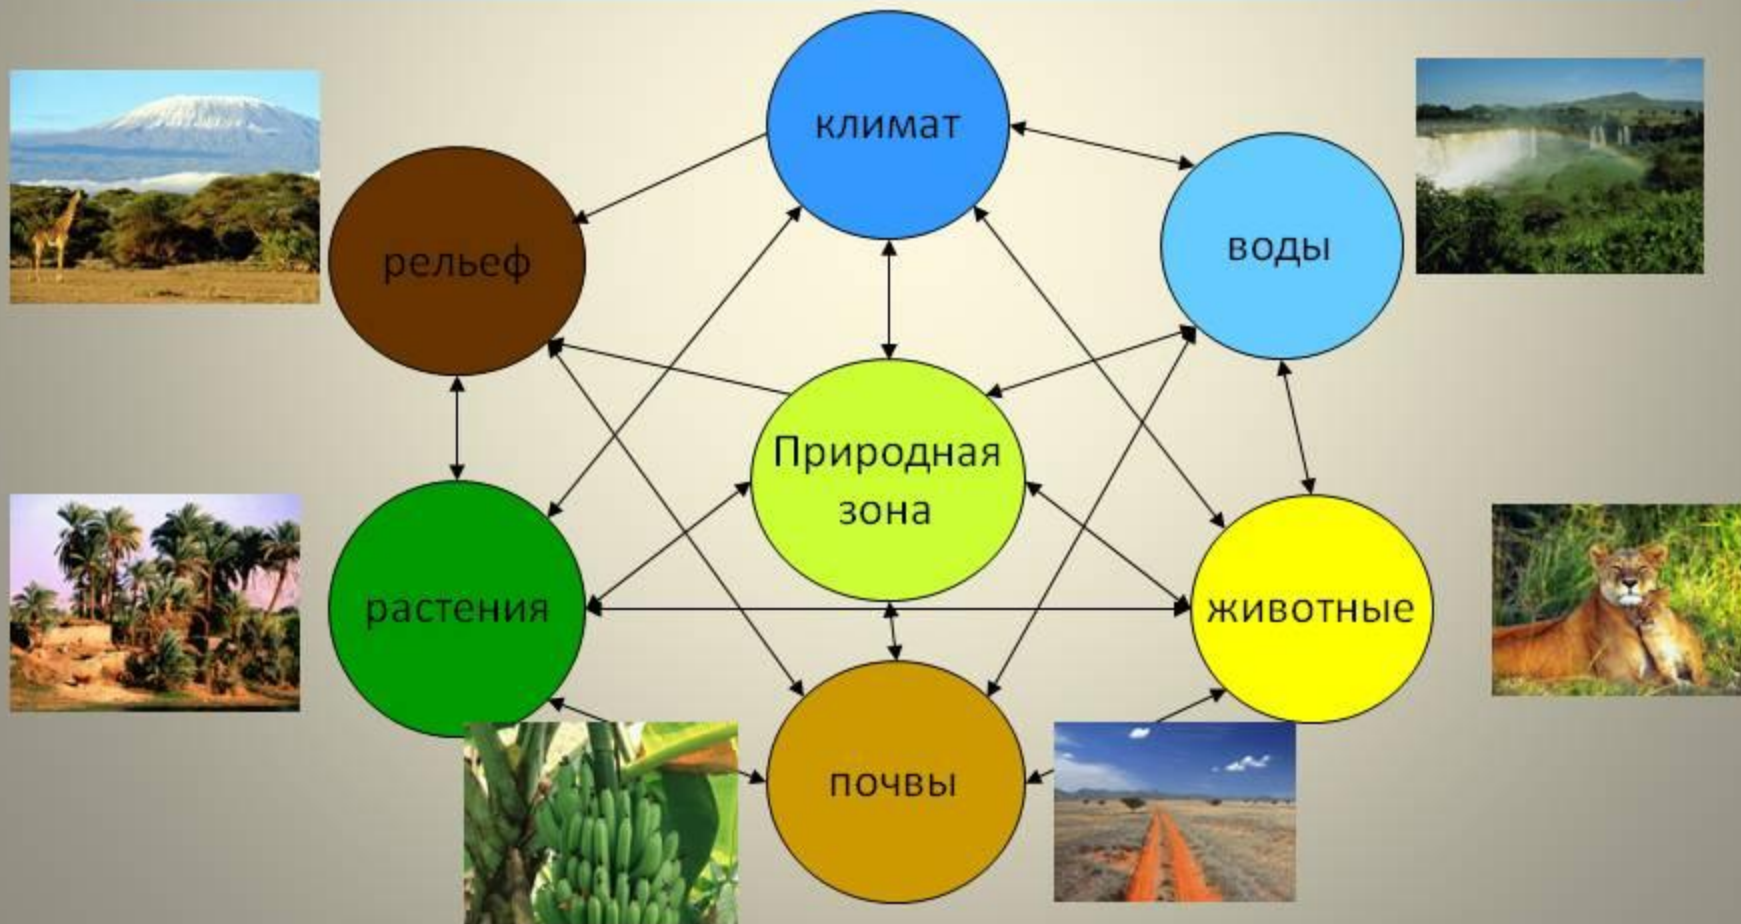 климат
рельеф
воды
Природная
зона
растения
животные
почвы